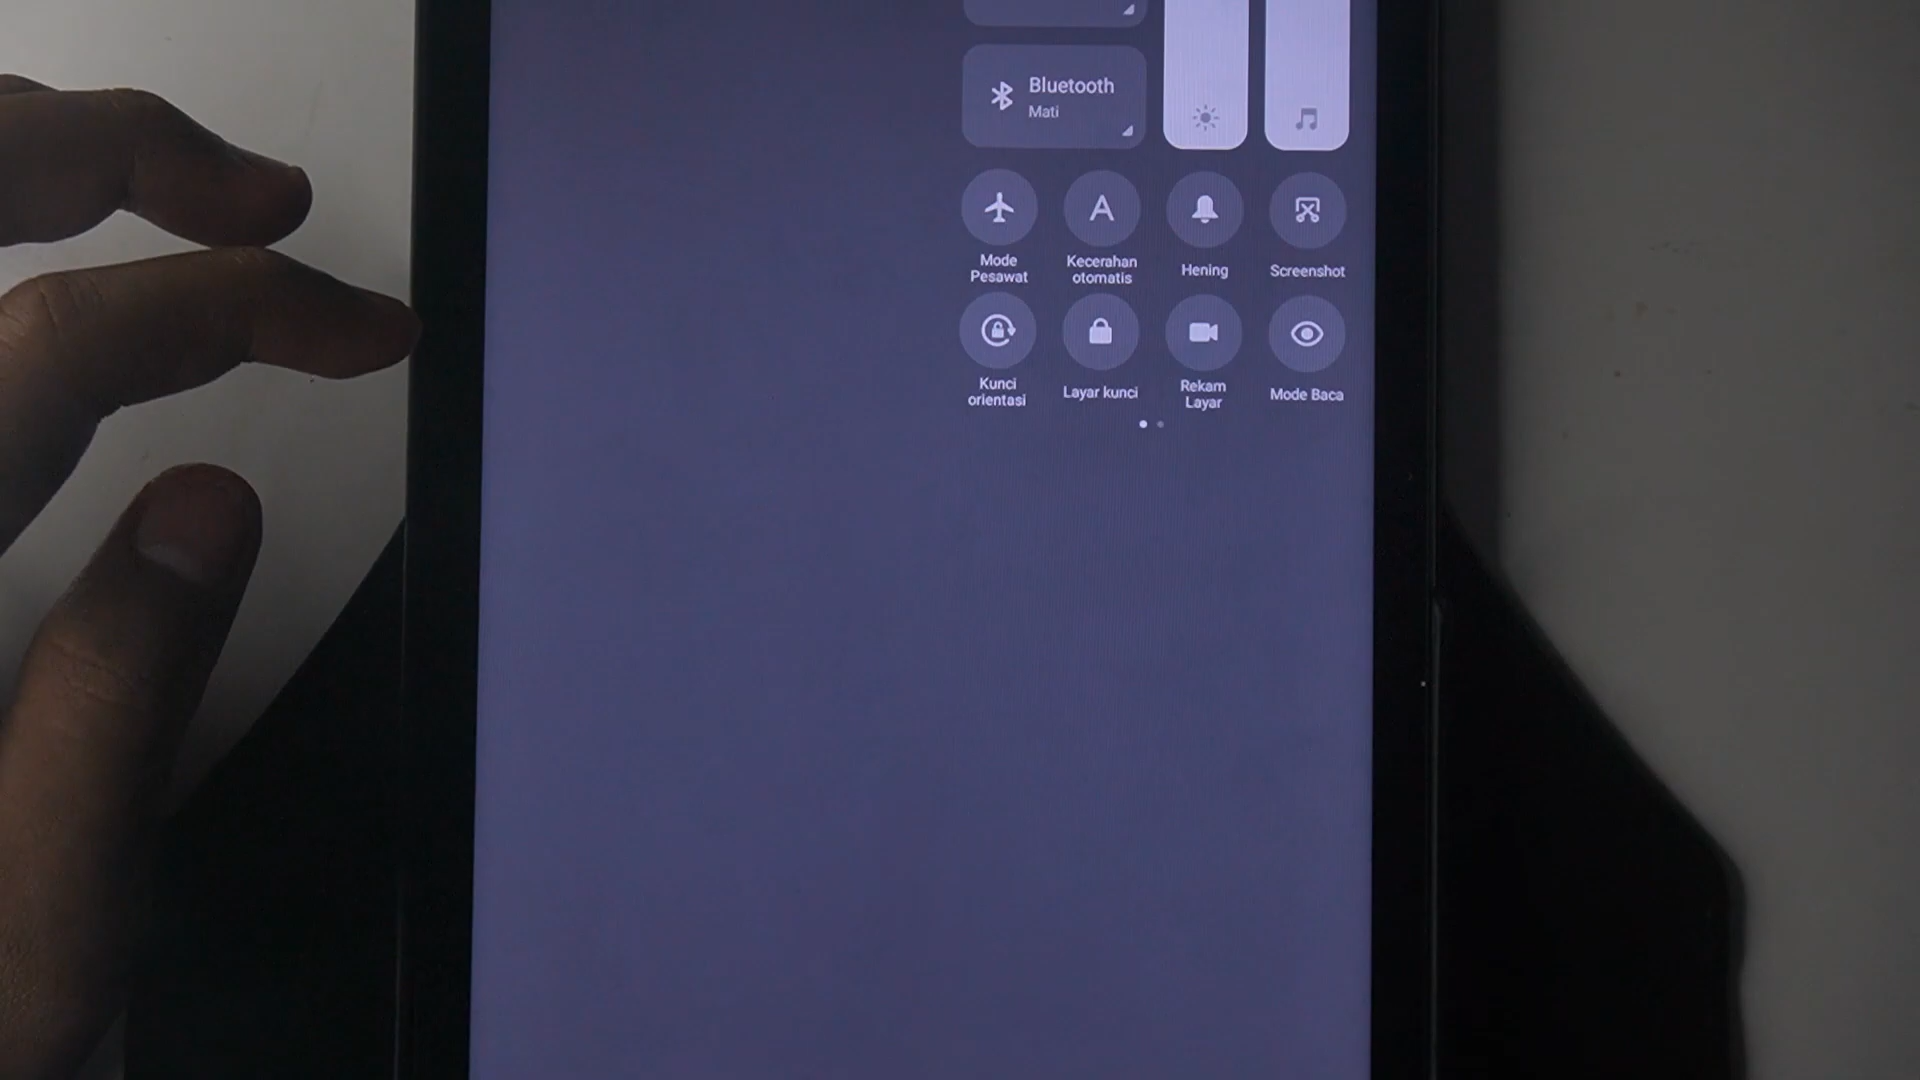 Bluetooth
Mati
Mode
Pesawat
Kecerahan
otomatis
Hening
Screenshot
Kunci
orientasi
Layar kunci
Rekam
Layar
Mode Baca